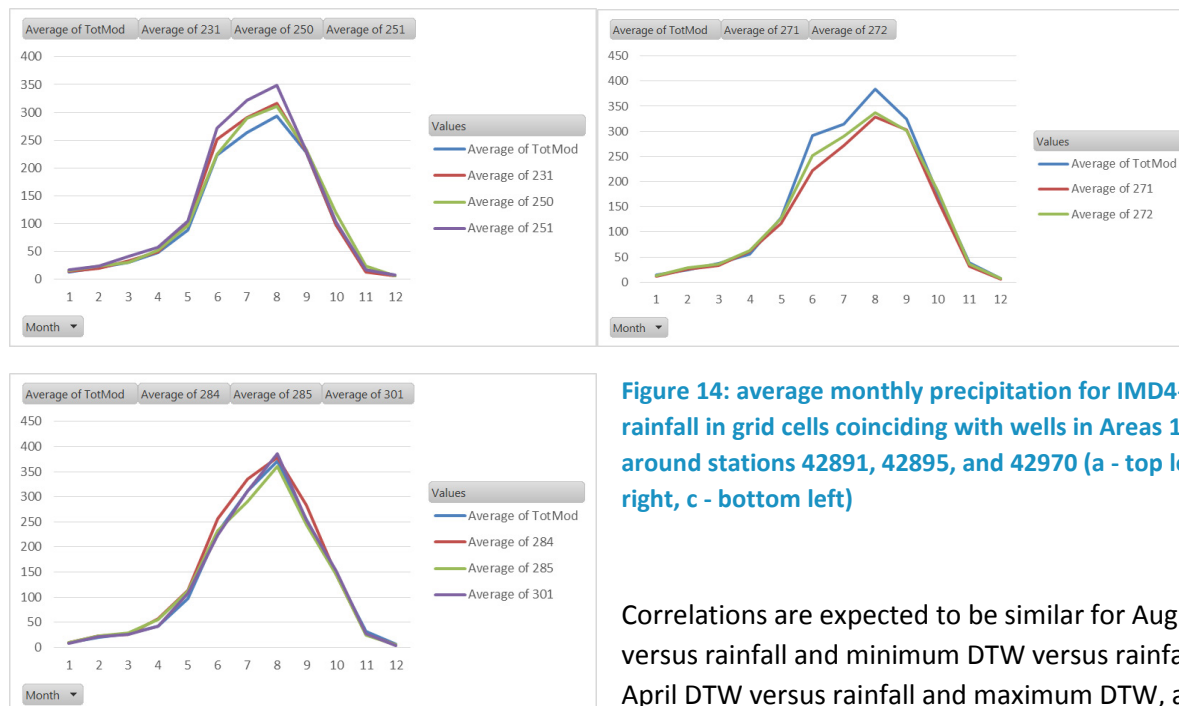 Average of TotMod Average of 231 Average of 250 Average of 251
400
350
300
250
200
150
100
50
0
1 2 3 4 5 6 7 8 9 10 11 12
Month
Values
Average of TotMod
Average of 231
Average of 250
Average of 251
Average of TotMod Average of 271 Average of 272
450
400
350
300
250
200
150
100
50
0
1 2 3 4 5 6 7 8 9 10 11 12
Month
Values
Average of TotMod
Average of 271
Average of 272
Average of TotMod Average of 284 Average of 285 Average of 301
450
400
350
300
250
200
150
100
50
0
1 2 3 4 5 6 7 8 9 10 11 12
Month
Values
Average of TotMod
Average of 284
Average of 285
Average of 301
Figure 14: average monthly precipitation for IMD4-
rainfall in grid cells coinciding with wells in Areas 1
around stations 42891, 42895, and 42970 (a - top le
right, c - bottom left)
Correlations are expected to be similar for Aug
versus rainfall and minimum DTW versus rainfa
April DTW versus rainfall and maximum DTW, a